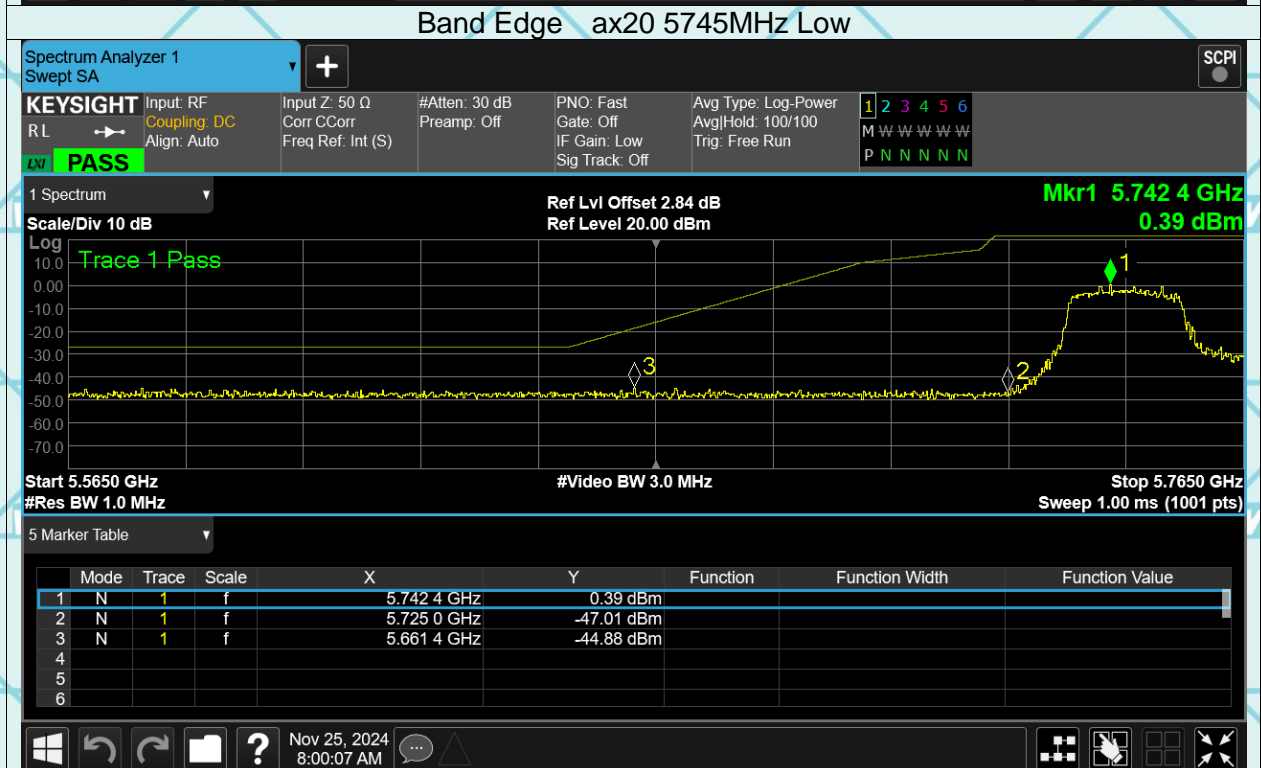 Band Edge ax20 5745MHz Low
Spectrum Analyzer 1
Swept SA
+
SCPI
KEYSIGHT Input: RF Input Z: 50 Ω #Atten: 30 dB PNO: Fast Avg Type: Log-Power 1 2 3 4 5 6
R L Coupling: DC Corr CCorr Preamp: Off Gate: Off Avg|Hold: 100/100 M W W W W W
Align: Auto Freq Ref: Int (S) IF Gain: Low Trig: Free Run P N N N N N
LXI PASS Sig Track: Off
1 Spectrum Ref Lvl Offset 2.84 dB Mkr1 5.742 4 GHz
Scale/Div 10 dB Ref Level 20.00 dBm 0.39 dBm
Log
Trace 1 Pass
10.0
0.00
-10.0
-20.0
-30.0
-40.0
-50.0
-60.0
-70.0
1
2
3
Start 5.5650 GHz #Video BW 3.0 MHz Stop 5.7650 GHz
#Res BW 1.0 MHz Sweep 1.00 ms (1001 pts)
5 Marker Table
Mode Trace Scale X Y Function Function Width Function Value
1 N 1 f 5.742 4 GHz 0.39 dBm
2 N 1 f 5.725 0 GHz -47.01 dBm
3 N 1 f 5.661 4 GHz -44.88 dBm
4
5
6
? Nov 25, 2024
8:00:07 AM